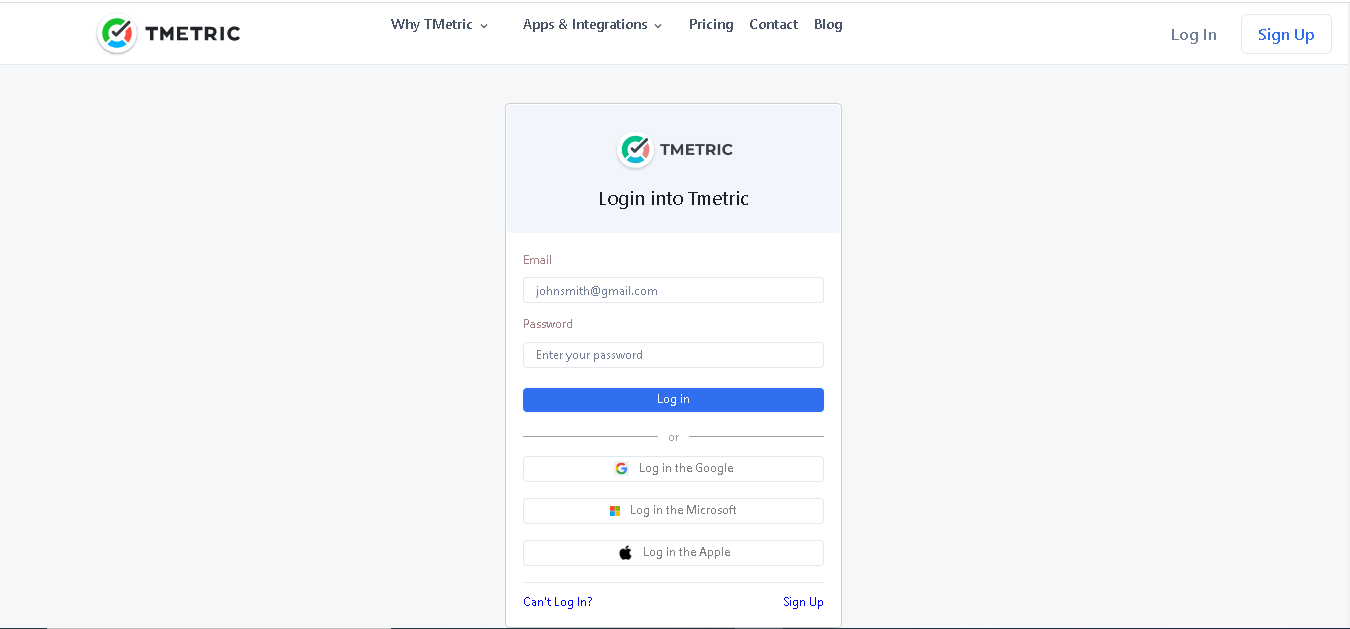 TMETRIC
Why TMetric
Apps & Integrations
Pricing
Contact
Blog
Log In
Sign Up
TMETRIC
Login into Tmetric
Email
johnsmith@gmail.com
Password
Enter your password
Log in
or
Log in the Google
Log in the Microsoft
Log in the Apple
Can't Log In?
Sign Up